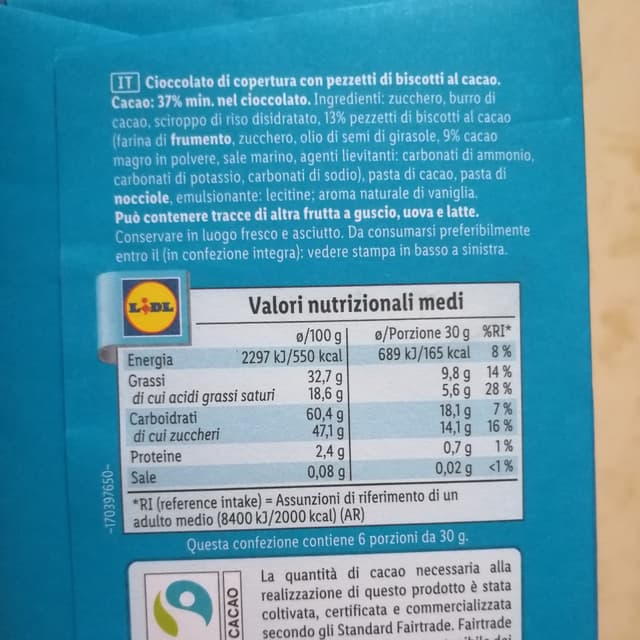 IT Cioccolato di copertura con pezzetti di biscotti al cacao.
Cacao: 37% min. nel cioccolato. Ingredienti: zucchero, burro di
cacao, sciroppo di riso disidratato, 13% pezzetti di biscotti al cacao
(farina di frumento, zucchero, olio di semi di girasole, 9% cacao
magro in polvere, sale marino, agenti lievitanti: carbonati di ammonio,
carbonati di potassio, carbonati di sodio), pasta di cacao, pasta di
nocciole, emulsionante: lecitine; aroma naturale di vaniglia.
Può contenere tracce di altra frutta a guscio, uova e latte.
Conservare in luogo fresco e asciutto. Da consumarsi preferibilmente
entro il (in confezione integra): vedere stampa in basso a sinistra.
LIDL
Valori nutrizionali medi
ø/100 g ø/Porzione 30 g %RI*
Energia 2297 kJ/550 kcal 689 kJ/165 kcal 8 %
Grassi 32,7 g 9,8 g 14 %
di cui acidi grassi saturi 18,6 g 5,6 g 28 %
Carboidrati 60,4 g 18,1 g 7 %
di cui zuccheri 47,1 g 14,1 g 16 %
Proteine 2,4 g 0,7 g 1%
Sale 0,08 g 0,02 g <1%
*RI (reference intake) = Assunzioni di riferimento di un
adulto medio (8400 kJ/2000 kcal) (AR)
~170397650~
Questa confezione contiene 6 porzioni da 30 g.
CACAO
La quantità di cacao necessaria alla
realizzazione di questo prodotto è stata
coltivata, certificata e commercializzata
secondo gli Standard Fairtrade. Fairtrade